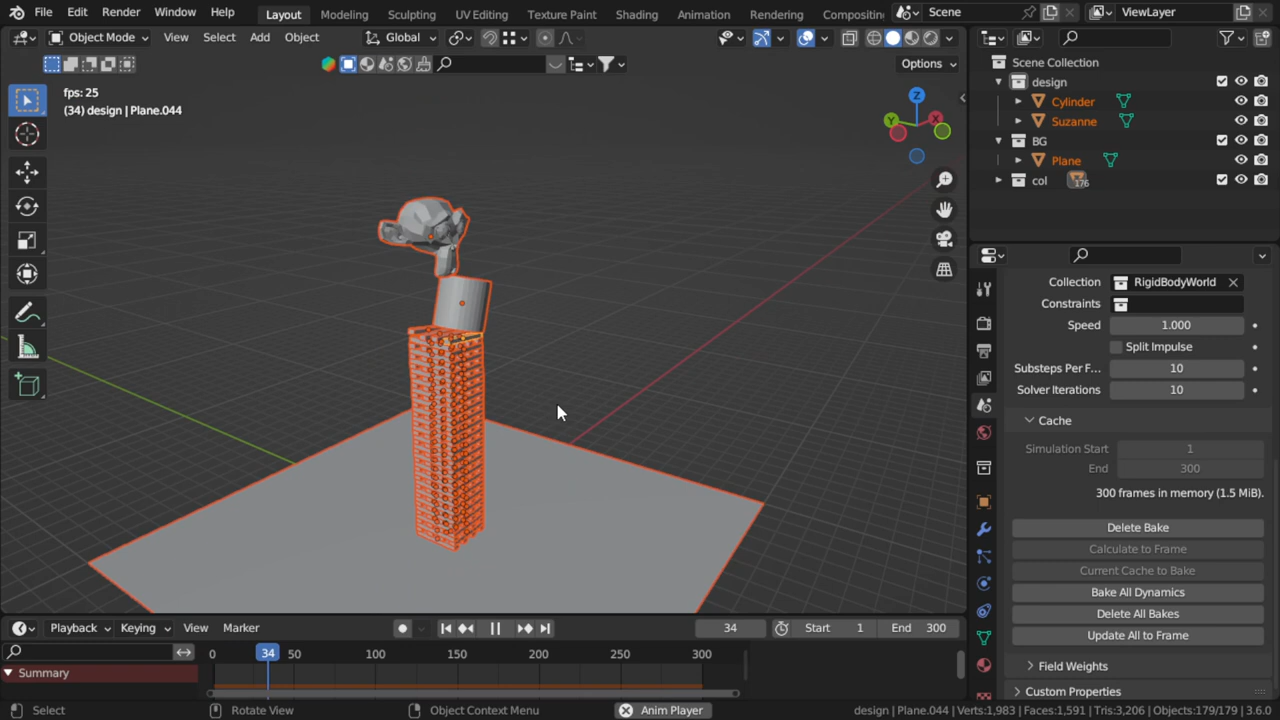 File Edit Render Window Help Layout Modeling Sculpting UV Editing Texture Paint Shading Animation Rendering Compositin Scene ViewLayer
Object Mode View Select Add Object Global
Options
fps: 25
(34) design | Plane.044
Z
Y
X
Scene Collection
design
Cylinder
Suzanne
BG
Plane
col 176
Collection RigidBodyWorld
Constraints
Speed 1.000
Split Impulse
Substeps Per F... 10
Solver Iterations 10
Cache
Simulation Start 1
End 300
300 frames in memory (1.5 MiB).
Delete Bake
Calculate to Frame
Current Cache to Bake
Bake All Dynamics
Delete All Bakes
Update All to Frame
Field Weights
Custom Properties
Playback Keying View Marker 34 Start 1 End 300
0 34 50 100 150 200 250 300
Summary
Select Rotate View Object Context Menu Anim Player design | Plane.044 | Verts:1,983 | Faces:1,591 | Tris:3,206 | Objects:179/179 | 3.6.0